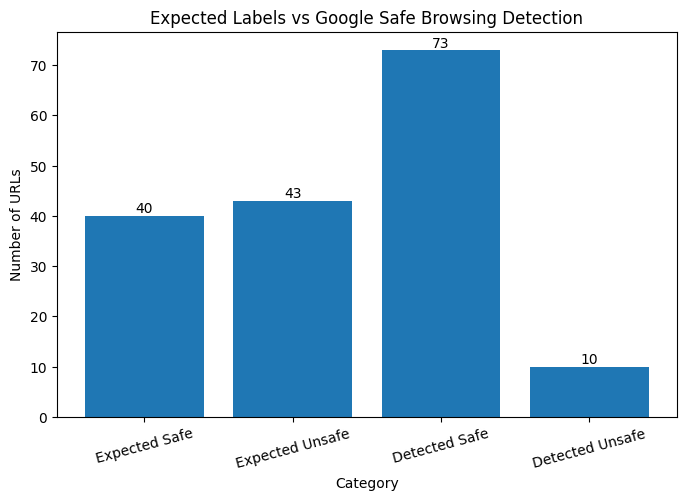 Expected Labels vs Google Safe Browsing Detection
Number of URLs
70
60
50
40
30
20
10
0
40
43
73
10
Expected Safe
Expected Unsafe
Detected Safe
Detected Unsafe
Category